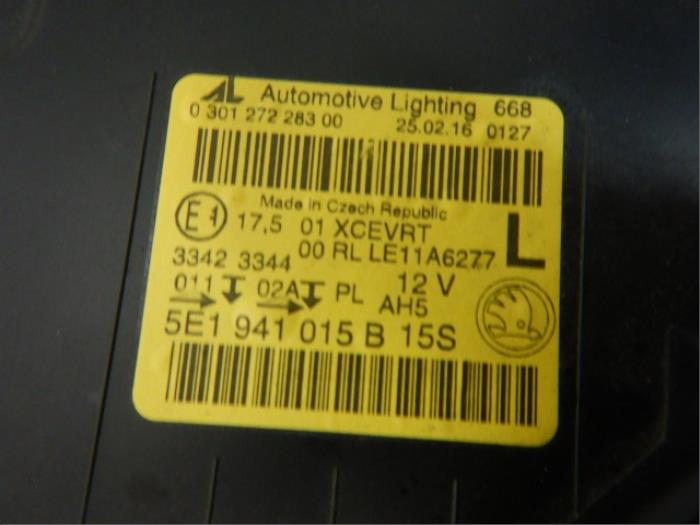 AL Automotive Lighting 668
0 301 272 283 00 25.02.16 0127
Made in Czech Republic
E1 17,5 01 XCEVRT L
00 RL LE11A6277
3342 3344 12 V
011 02A PL AH5
5E1 941 015 B 15S